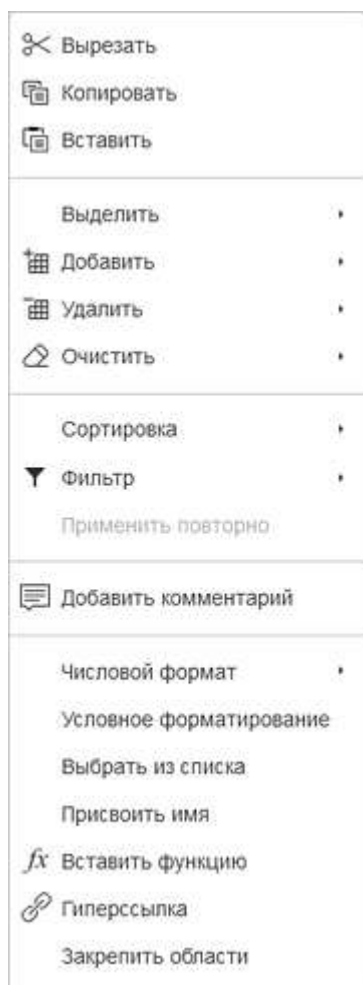 Вырезать
Копировать
Вставить
Выделить
Добавить
Удалить
Очистить
Сортировка
Фильтр
Применить повторно
Добавить комментарий
Числовой формат
Условное форматирование
Выбрать из списка
Присвоить имя
fx Вставить функцию
Гиперссылка
Закрепить области